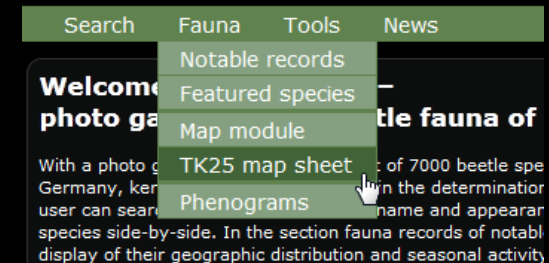 Search Fauna Tools News
Notable records
Featured species
Map module
TK25 map sheet
Phenograms
Welcome –
photo ga tle fauna of
With a photo of 7000 beetle spe
Germany, ker in the determination
user can sear name and appearan
species side-by-side. In the section fauna records of notabl
display of their geographic distribution and seasonal activity